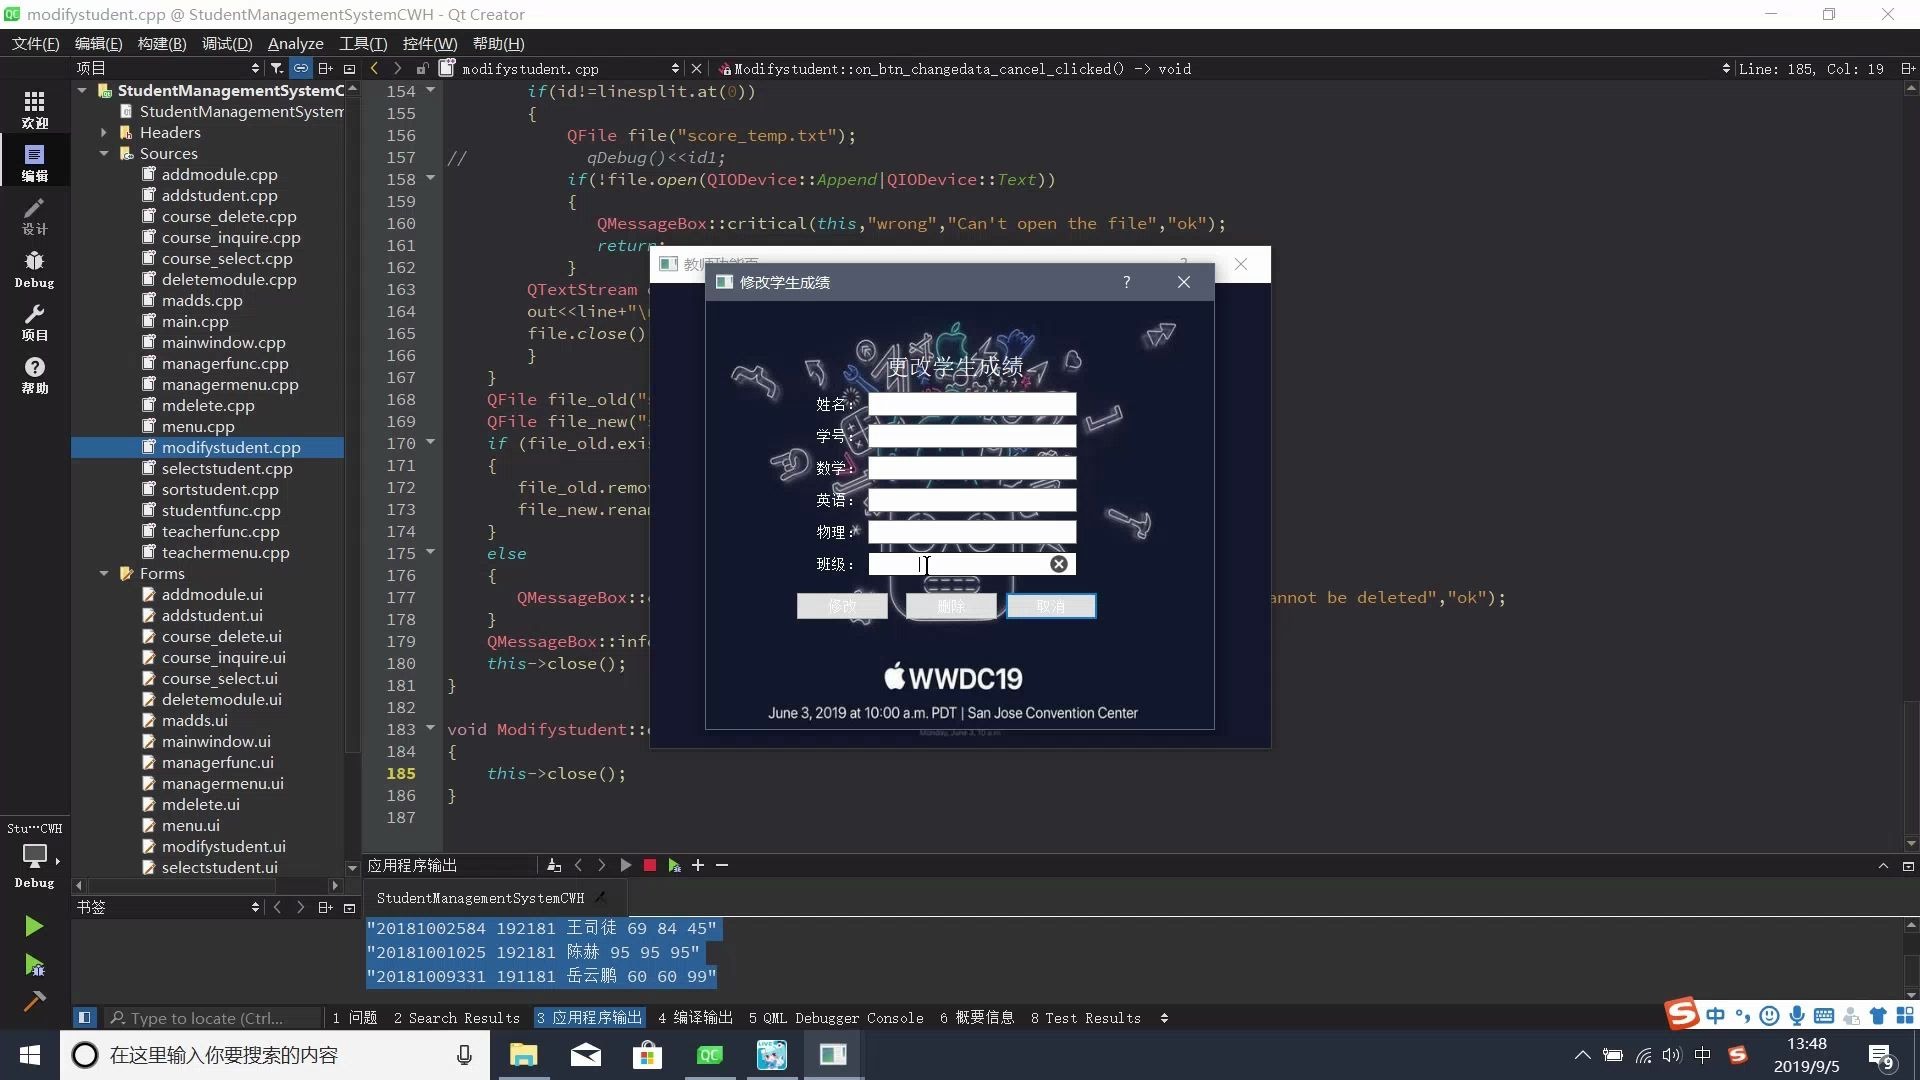 modifystudent.cpp @ StudentManagementSystemCWH - Qt Creator
文件(F) 编辑(E) 构建(B) 调试(D) Analyze 工具(T) 控件(W) 帮助(H)
项目
modifystudent.cpp
Modifystudent::on_btn_changedata_cancel_clicked() -> void
Line: 185, Col: 19
欢迎
编辑
设计
Debug
项目
帮助
Stu···CWH
Debug
StudentManagementSystemC
StudentManagementSystem
Headers
Sources
addmodule.cpp
addstudent.cpp
course_delete.cpp
course_inquire.cpp
course_select.cpp
deletemodule.cpp
madds.cpp
main.cpp
mainwindow.cpp
managerfunc.cpp
managermenu.cpp
mdelete.cpp
menu.cpp
modifystudent.cpp
selectstudent.cpp
sortstudent.cpp
studentfunc.cpp
teacherfunc.cpp
teachermenu.cpp
Forms
addmodule.ui
addstudent.ui
course_delete.ui
course_inquire.ui
course_select.ui
deletemodule.ui
madds.ui
mainwindow.ui
managerfunc.ui
managermenu.ui
mdelete.ui
menu.ui
modifystudent.ui
selectstudent.ui
书签
154 if(id!=linesplit.at(0))
155 {
156 QFile file("score_temp.txt");
157 // qDebug()<<id1;
158 if(!file.open(QIODevice::Append|QIODevice::Text))
159 {
160 QMessageBox::critical(this,"wrong","Can't open the file","ok");
161 return;
162 }
163 QTextStream
164 out<<line+"\
165 file.close()
166 }
167 }
168 QFile file_old("
169 QFile file_new("
170 if (file_old.exi
171 {
172 file_old.remo
173 file_new.rena
174 }
175 else
176 {
177 QMessageBox:: annot be deleted","ok");
178 }
179 QMessageBox::inf
180 this->close();
181 }
182
183 void Modifystudent::
184 {
185 this->close();
186 }
187
教师功能页
修改学生成绩
更改学生成绩
姓名：
学号：
数学：
英语：
物理：
班级：
修改 删除 取消
WWDC19
June 3, 2019 at 10:00 a.m. PDT | San Jose Convention Center
Monday, June 3, 10 a.m.
应用程序输出
StudentManagementSystemCWH
"20181002584 192181 王司徒 69 84 45"
"20181001025 192181 陈赫 95 95 95"
"20181009331 191181 岳云鹏 60 60 99"
Type to locate (Ctrl...
1 问题 2 Search Results 3 应用程序输出 4 编译输出 5 QML Debugger Console 6 概要信息 8 Test Results
中
在这里输入你要搜索的内容
中
13:48
2019/9/5
9